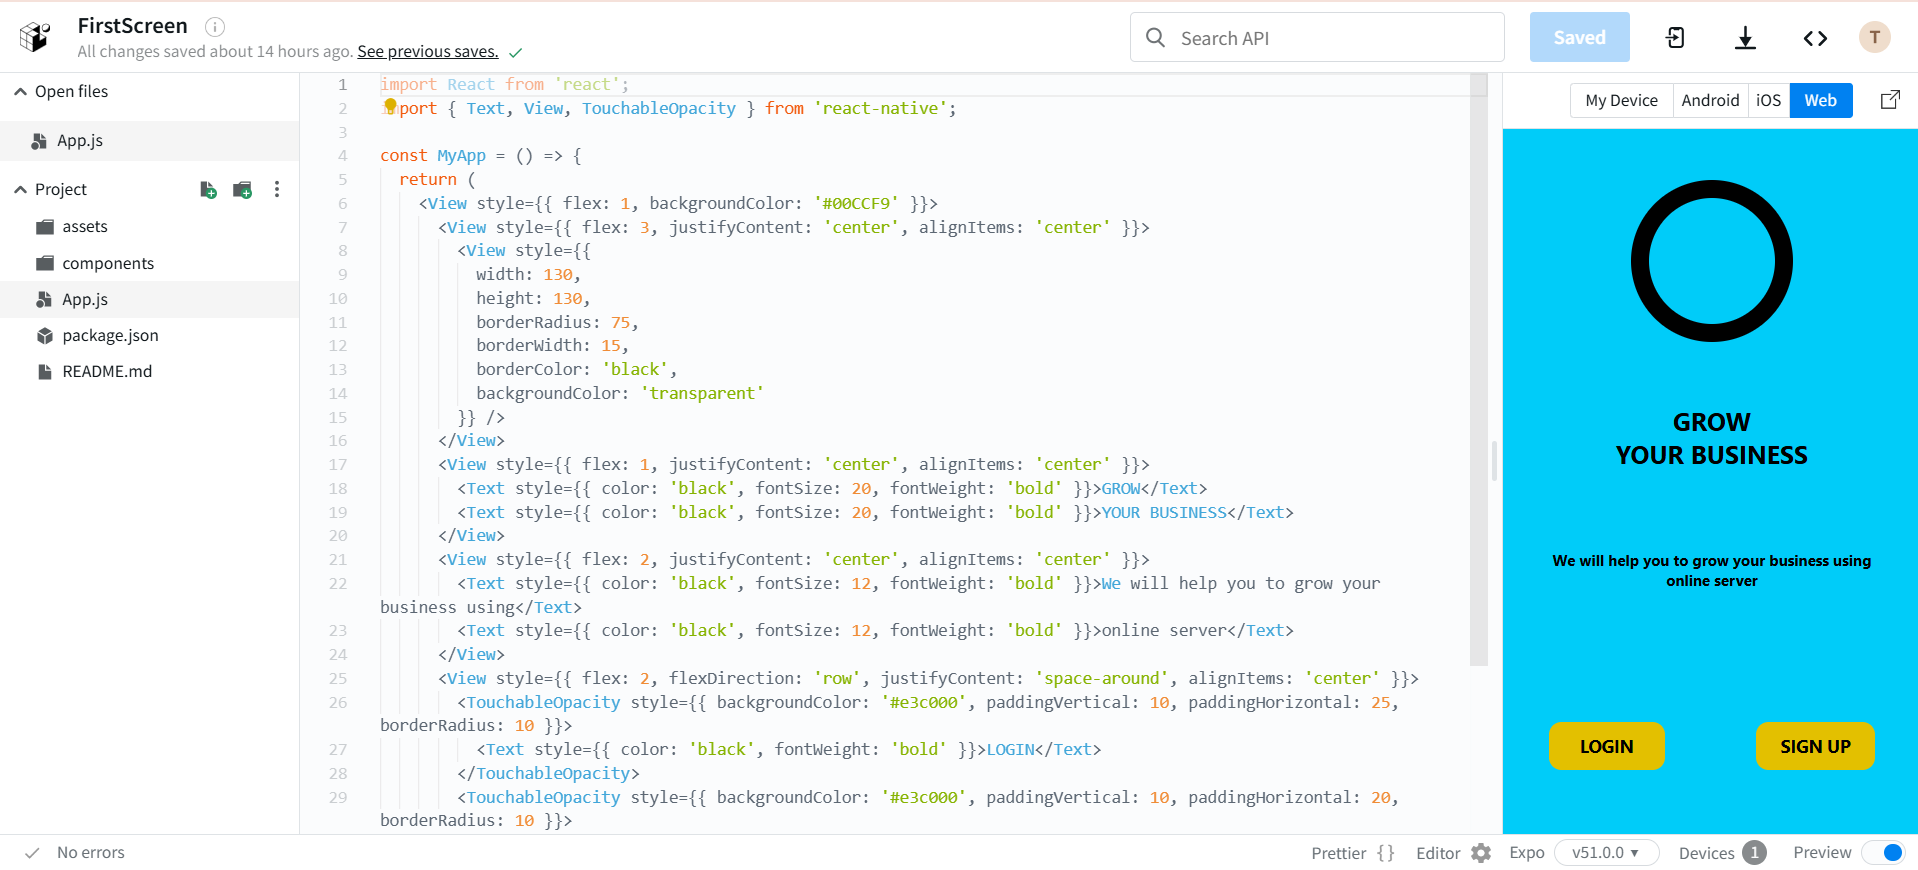 FirstScreen
All changes saved about 14 hours ago. See previous saves.
Search API
Saved
T
Open files
App.js
Project
assets
components
App.js
package.json
README.md
1 import React from 'react';
2 import { Text, View, TouchableOpacity } from 'react-native';
3
4 const MyApp = () => {
5 return (
6 <View style={{ flex: 1, backgroundColor: '#00CCF9' }}>
7 <View style={{ flex: 3, justifyContent: 'center', alignItems: 'center' }}>
8 <View style={{
9 width: 130,
10 height: 130,
11 borderRadius: 75,
12 borderWidth: 15,
13 borderColor: 'black',
14 backgroundColor: 'transparent'
15 }} />
16 </View>
17 <View style={{ flex: 1, justifyContent: 'center', alignItems: 'center' }}>
18 <Text style={{ color: 'black', fontSize: 20, fontWeight: 'bold' }}>GROW</Text>
19 <Text style={{ color: 'black', fontSize: 20, fontWeight: 'bold' }}>YOUR BUSINESS</Text>
20 </View>
21 <View style={{ flex: 2, justifyContent: 'center', alignItems: 'center' }}>
22 <Text style={{ color: 'black', fontSize: 12, fontWeight: 'bold' }}>We will help you to grow your
business using</Text>
23 <Text style={{ color: 'black', fontSize: 12, fontWeight: 'bold' }}>online server</Text>
24 </View>
25 <View style={{ flex: 2, flexDirection: 'row', justifyContent: 'space-around', alignItems: 'center' }}>
26 <TouchableOpacity style={{ backgroundColor: '#e3c000', paddingVertical: 10, paddingHorizontal: 25,
borderRadius: 10 }}>
27 <Text style={{ color: 'black', fontWeight: 'bold' }}>LOGIN</Text>
28 </TouchableOpacity>
29 <TouchableOpacity style={{ backgroundColor: '#e3c000', paddingVertical: 10, paddingHorizontal: 20,
borderRadius: 10 }}>
My Device Android iOS Web
GROW
YOUR BUSINESS
We will help you to grow your business using
online server
LOGIN SIGN UP
No errors
Prettier {} Editor Expo v51.0.0 Devices 1 Preview